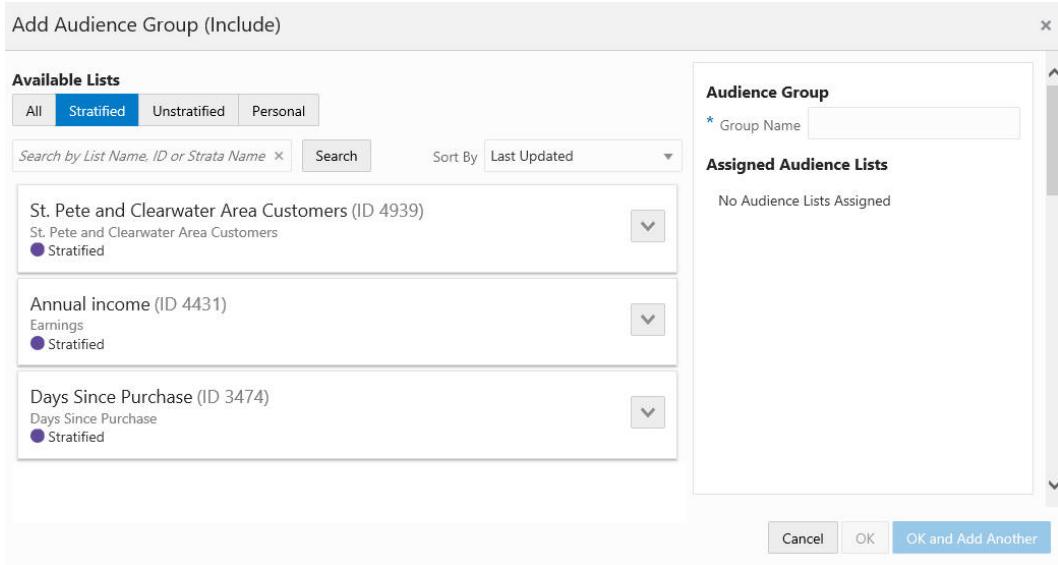 Add Audience Group (Include)
×
Available Lists
All Stratified Unstratified Personal
Search by List Name, ID or Strata Name × Search Sort By Last Updated
St. Pete and Clearwater Area Customers (ID 4939)
St. Pete and Clearwater Area Customers
Stratified
Annual income (ID 4431)
Earnings
Stratified
Days Since Purchase (ID 3474)
Days Since Purchase
Stratified
Audience Group
* Group Name
Assigned Audience Lists
No Audience Lists Assigned
Cancel OK OK and Add Another